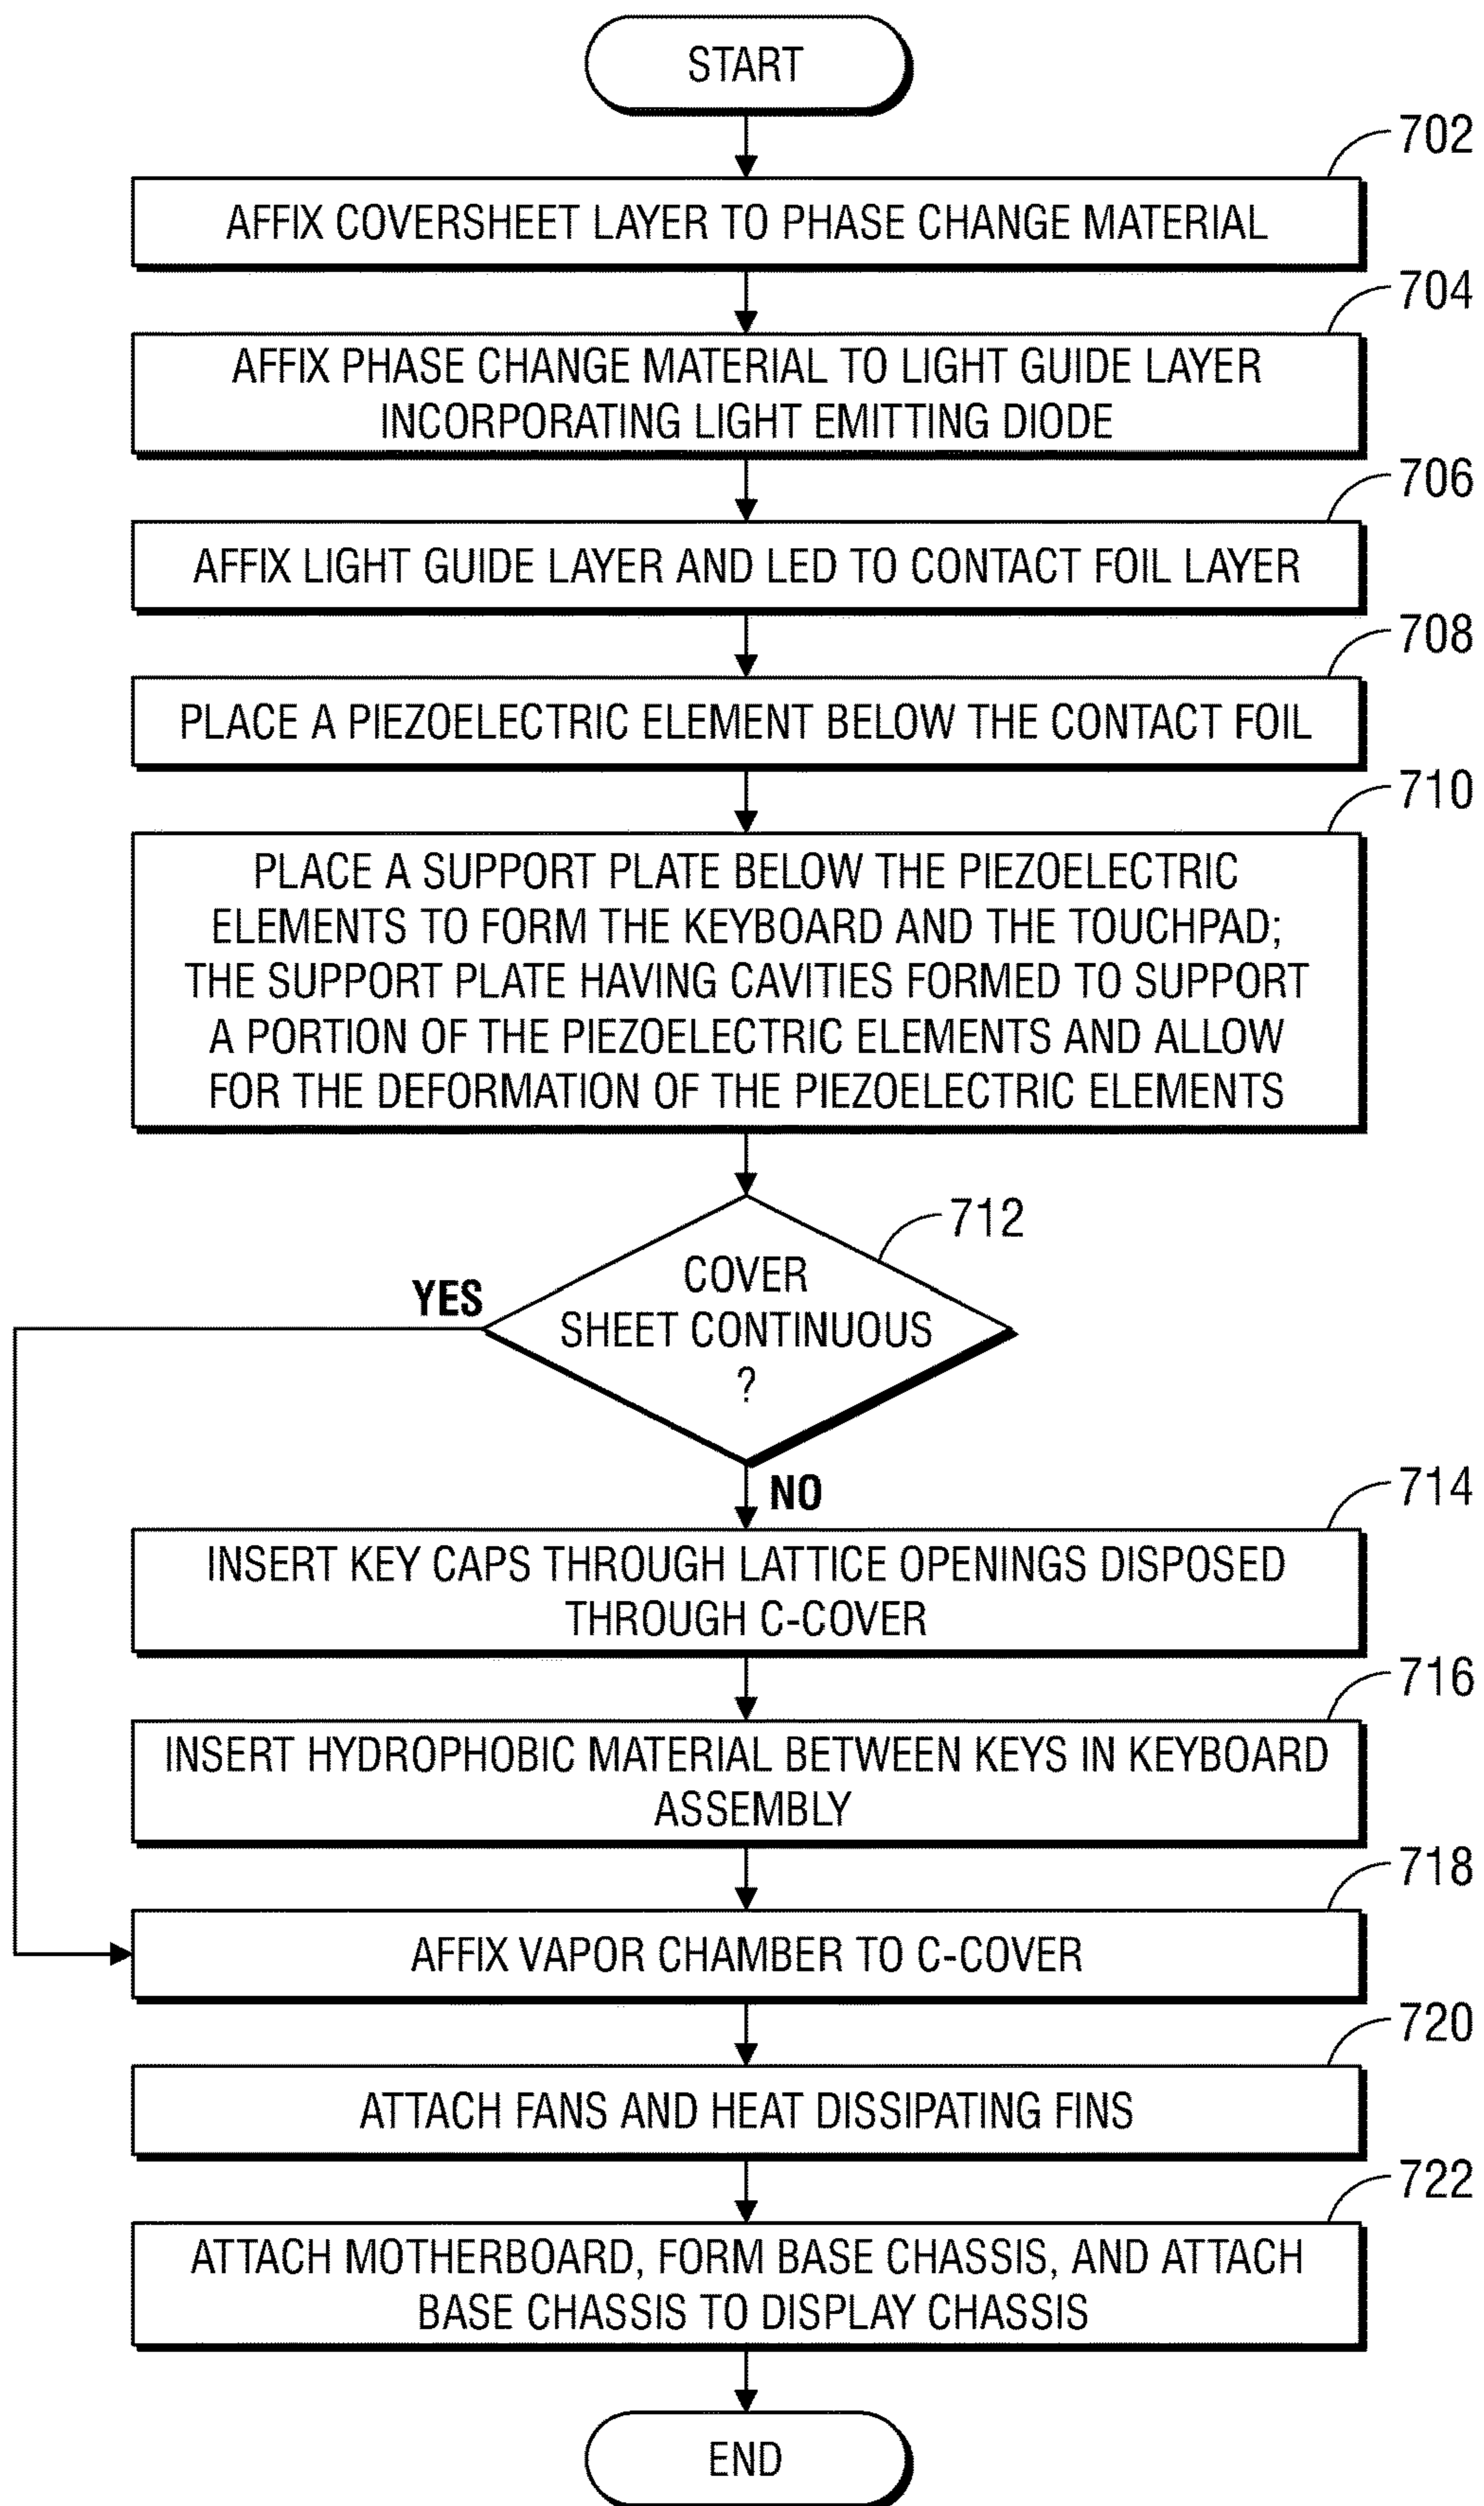 START
702
AFFIX COVERSHEET LAYER TO PHASE CHANGE MATERIAL
704
AFFIX PHASE CHANGE MATERIAL TO LIGHT GUIDE LAYER
INCORPORATING LIGHT EMITTING DIODE
706
AFFIX LIGHT GUIDE LAYER AND LED TO CONTACT FOIL LAYER
708
PLACE A PIEZOELECTRIC ELEMENT BELOW THE CONTACT FOIL
710
PLACE A SUPPORT PLATE BELOW THE PIEZOELECTRIC
ELEMENTS TO FORM THE KEYBOARD AND THE TOUCHPAD;
THE SUPPORT PLATE HAVING CAVITIES FORMED TO SUPPORT
A PORTION OF THE PIEZOELECTRIC ELEMENTS AND ALLOW
FOR THE DEFORMATION OF THE PIEZOELECTRIC ELEMENTS
712
COVER
SHEET CONTINUOUS
?
YES
NO
714
INSERT KEY CAPS THROUGH LATTICE OPENINGS DISPOSED
THROUGH C-COVER
716
INSERT HYDROPHOBIC MATERIAL BETWEEN KEYS IN KEYBOARD
ASSEMBLY
718
AFFIX VAPOR CHAMBER TO C-COVER
720
ATTACH FANS AND HEAT DISSIPATING FINS
722
ATTACH MOTHERBOARD, FORM BASE CHASSIS, AND ATTACH
BASE CHASSIS TO DISPLAY CHASSIS
END